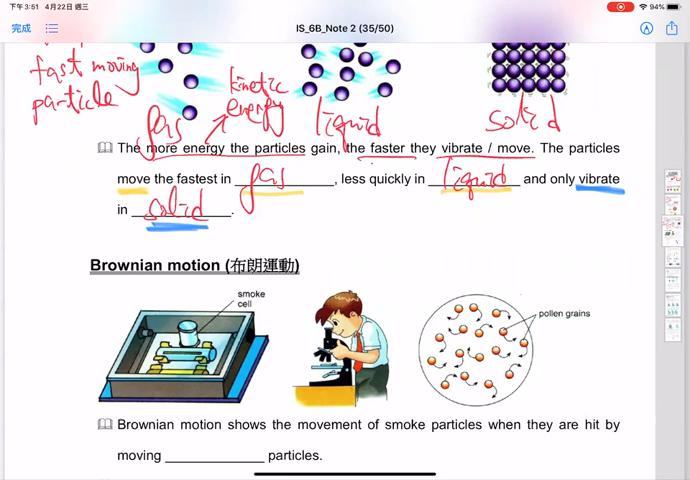 下午3:51 4月22日 週三
94%
完成
IS_6B_Note 2 (35/50)
fast moving
particle
kinetic
energy
gas
liquid
solid
The more energy the particles gain, the faster they vibrate / move. The particles
move the fastest in gas, less quickly in liquid and only vibrate
in solid.
Brownian motion (布朗運動)
smoke
cell
pollen grains
Brownian motion shows the movement of smoke particles when they are hit by
moving ____________ particles.